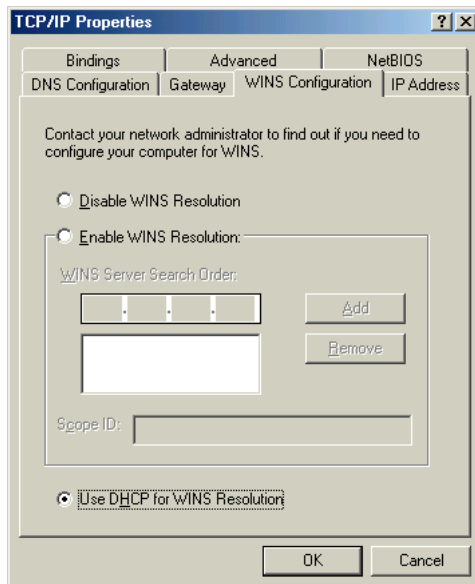 TCP/IP Properties
Bindings
Advanced
NetBIOS
DNS Configuration
Gateway
WINS Configuration
IP Address
Contact your network administrator to find out if you need to
configure your computer for WINS.
Disable WINS Resolution
Enable WINS Resolution:
WINS Server Search Order:
Add
Remove
Scope ID:
Use DHCP for WINS Resolution
OK
Cancel